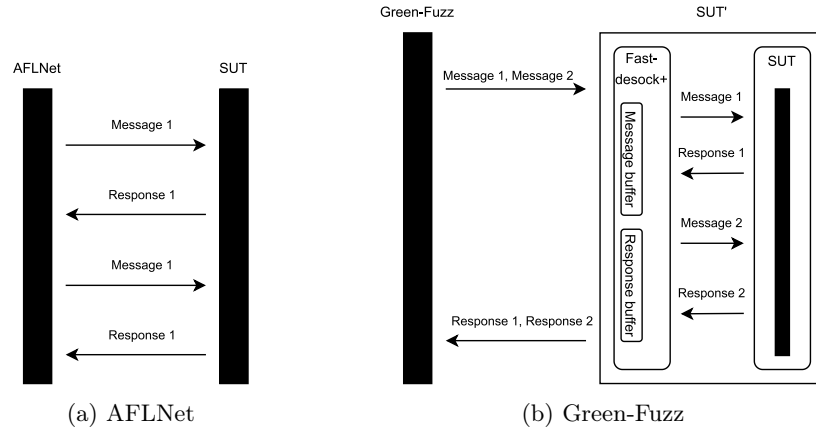 AFLNet
SUT
Message 1
Response 1
Message 1
Response 1
(a) AFLNet
Green-Fuzz
SUT'
Message 1, Message 2
Fast-
desock+
Message buffer
Response buffer
SUT
Message 1
Response 1
Message 2
Response 2
Response 1, Response 2
(b) Green-Fuzz